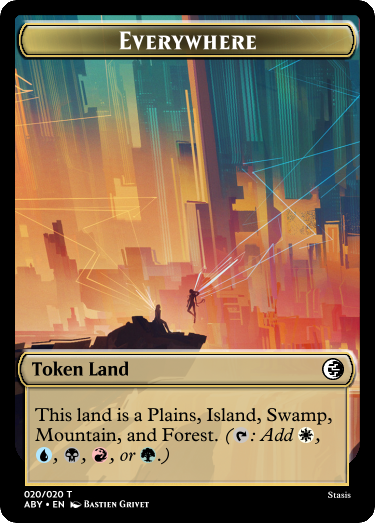 EVERYWHERE
Token Land
This land is a Plains, Island, Swamp,
Mountain, and Forest. (: Add ,
, , , or .)
020/020 T
Stasis
ABY • EN BASTIEN GRIVET